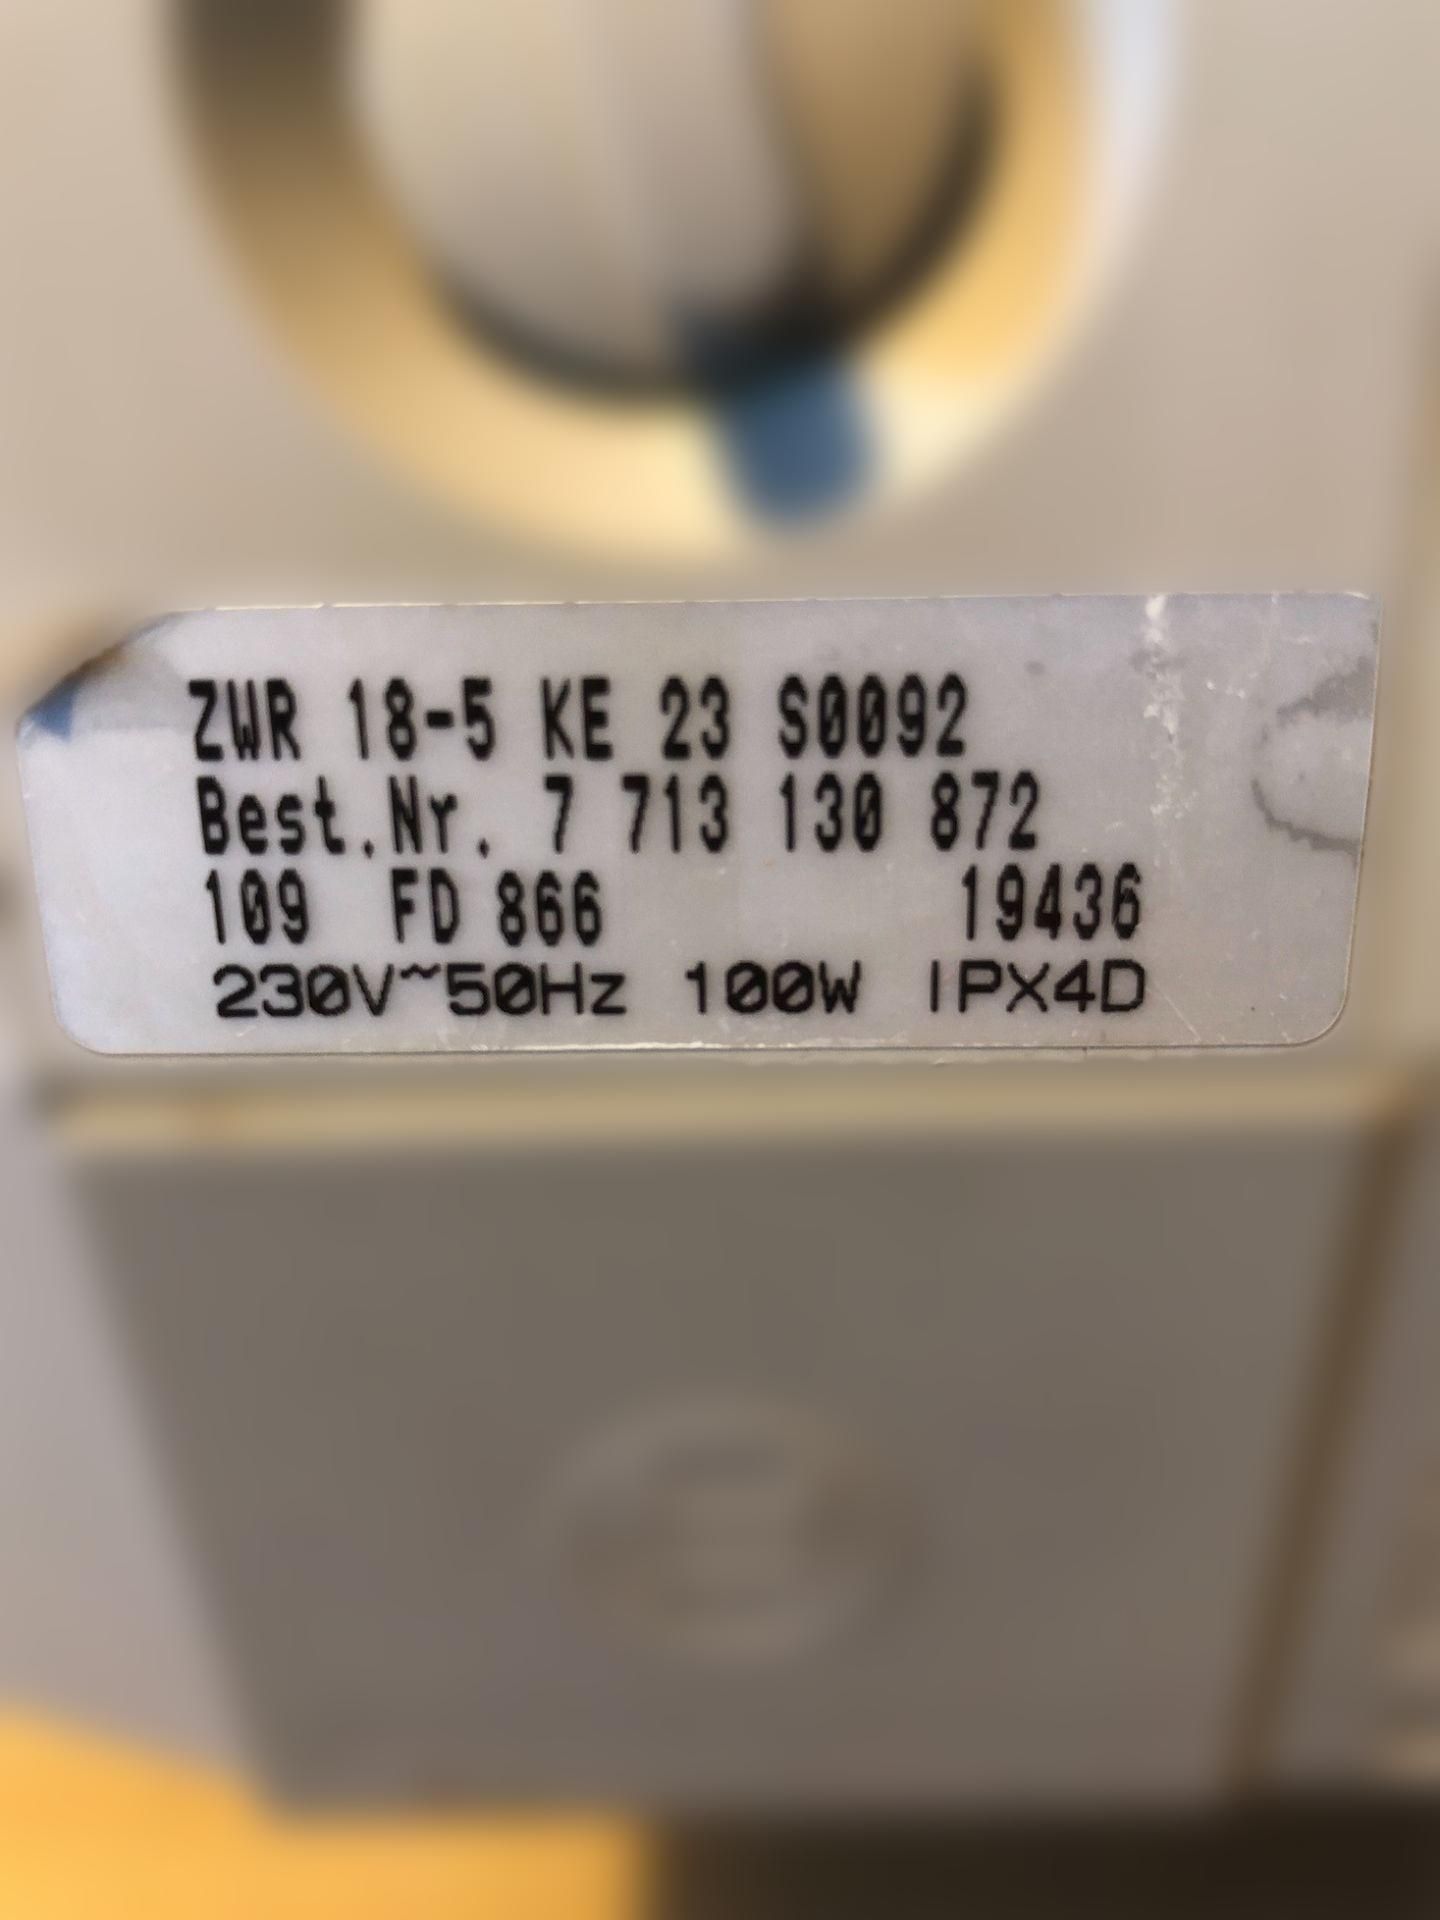 ZWR 18-5 KE 23 S0092
Best.Nr. 7 713 130 872
109 FD 866 19436
230V~50Hz 100W IPX4D